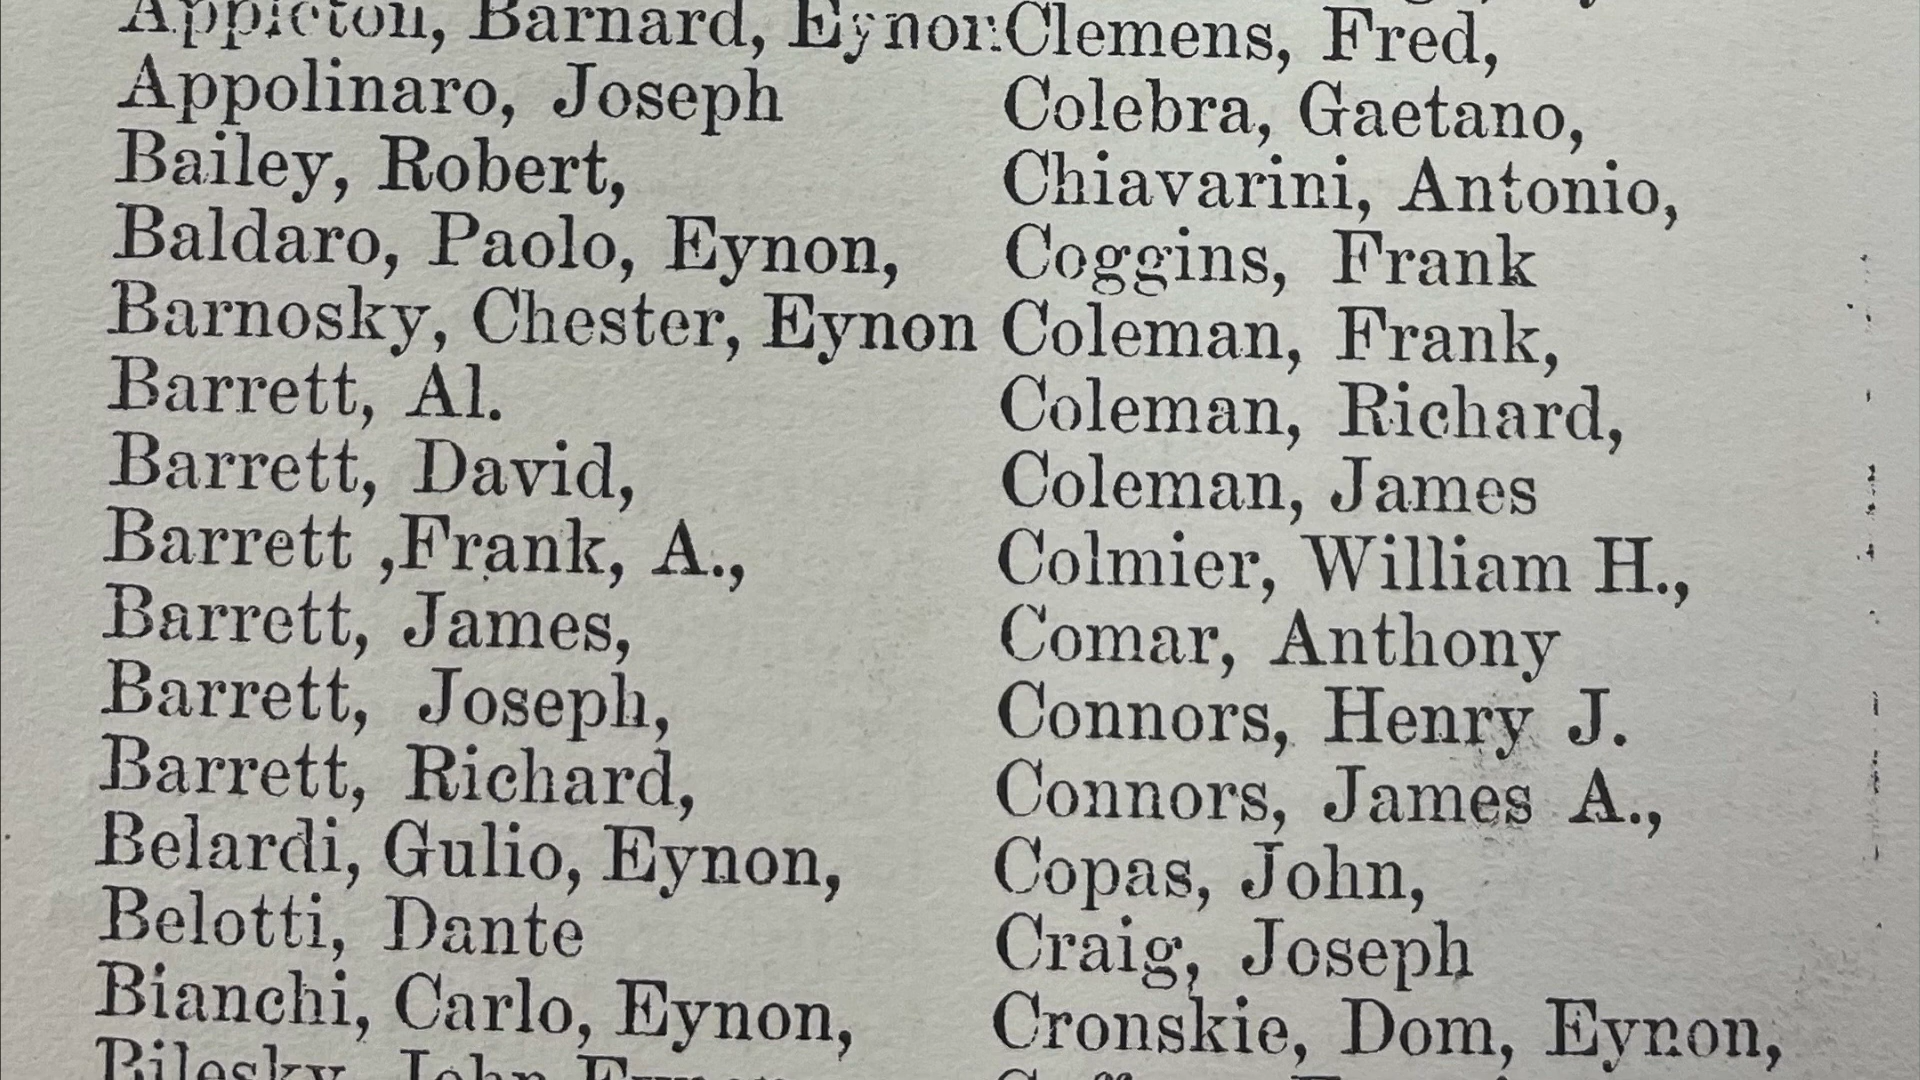 Appleton, Barnard, Eynon
Appolinaro, Joseph
Bailey, Robert,
Baldaro, Paolo, Eynon,
Barnosky, Chester, Eynon
Barrett, Al.
Barrett, David,
Barrett ,Frank, A.,
Barrett, James,
Barrett, Joseph,
Barrett, Richard,
Belardi, Gulio, Eynon,
Belotti, Dante
Bianchi, Carlo, Eynon,
Bilesky, John Eynon
Clemens, Fred,
Colebra, Gaetano,
Chiavarini, Antonio,
Coggins, Frank
Coleman, Frank,
Coleman, Richard,
Coleman, James
Colmier, William H.,
Comar, Anthony
Connors, Henry J.
Connors, James A.,
Copas, John,
Craig, Joseph
Cronskie, Dom, Eynon,